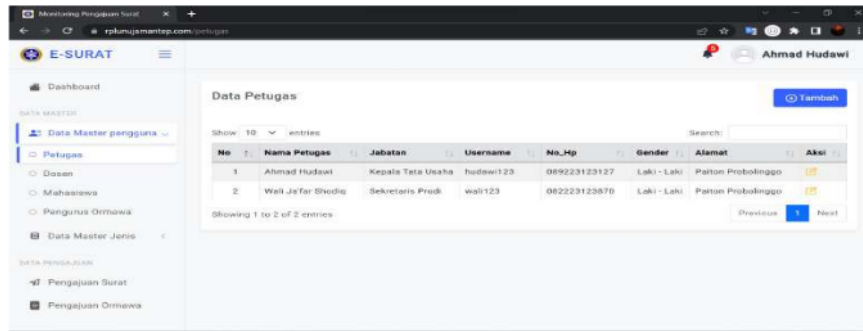 Monitoring Pengajuan Surat
rplunujamantep.com/petugas
E-SURAT
Ahmad Hudawi
Dashboard
DATA MASTER
Data Master pengguna
Petugas
Dosen
Mahasiswa
Pengurus Ormawa
Data Master Jenis
DATA PENGAJUAN
Pengajuan Surat
Pengajuan Ormawa
Data Petugas
Tambah
Show 10 entries
Search:
No Nama Petugas Jabatan Username No_Hp Gender Alamat Aksi
1 Ahmad Hudawi Kepala Tata Usaha hudawi123 089223123127 Laki - Laki Paiton Probolinggo
2 Wali Ja'far Shodiq Sekretaris Prodi wali123 082223123870 Laki - Laki Paiton Probolinggo
Showing 1 to 2 of 2 entries
Previous 1 Next